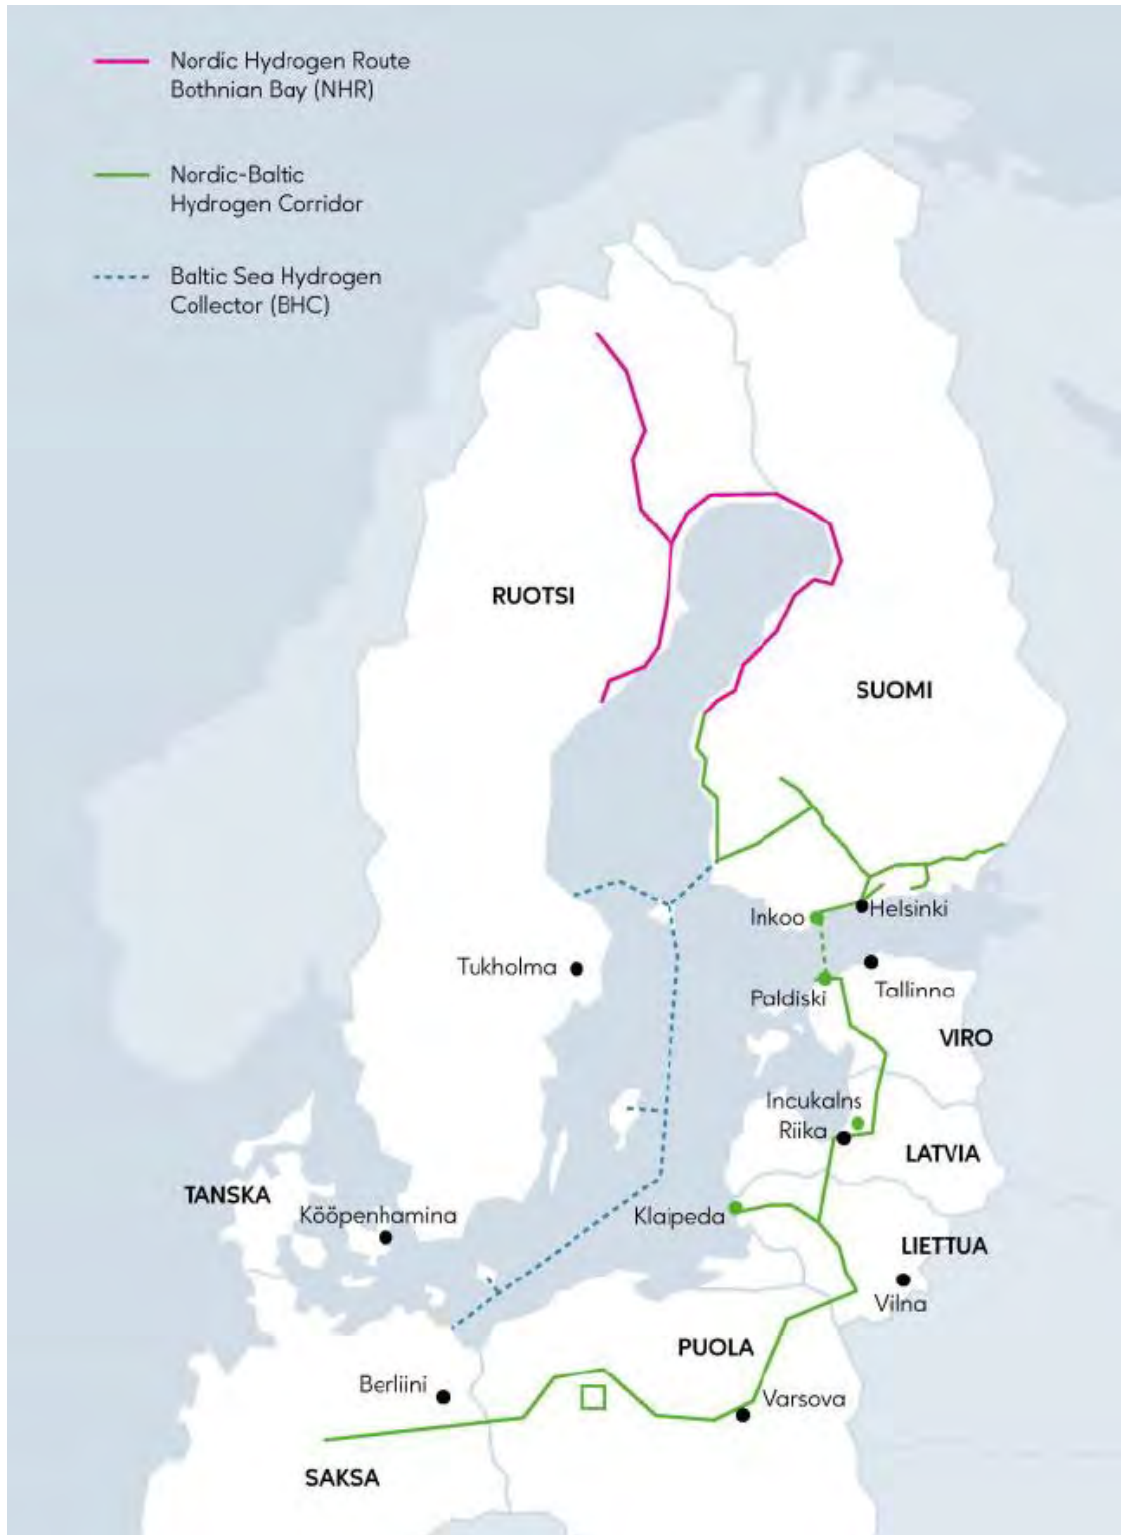 Nordic Hydrogen Route
Bothnian Bay (NHR)
Nordic-Baltic
Hydrogen Corridor
Baltic Sea Hydrogen
Collector (BHC)
RUOTSI
SUOMI
Inkoo
Helsinki
Tukholma
Tallinna
Paldiski
VIRO
Incukalns
Riika
LATVIA
TANSKA
Kööpenhamina
Klaipeda
LIETTUA
Vilna
PUOLA
Berliini
Varsova
SAKSA